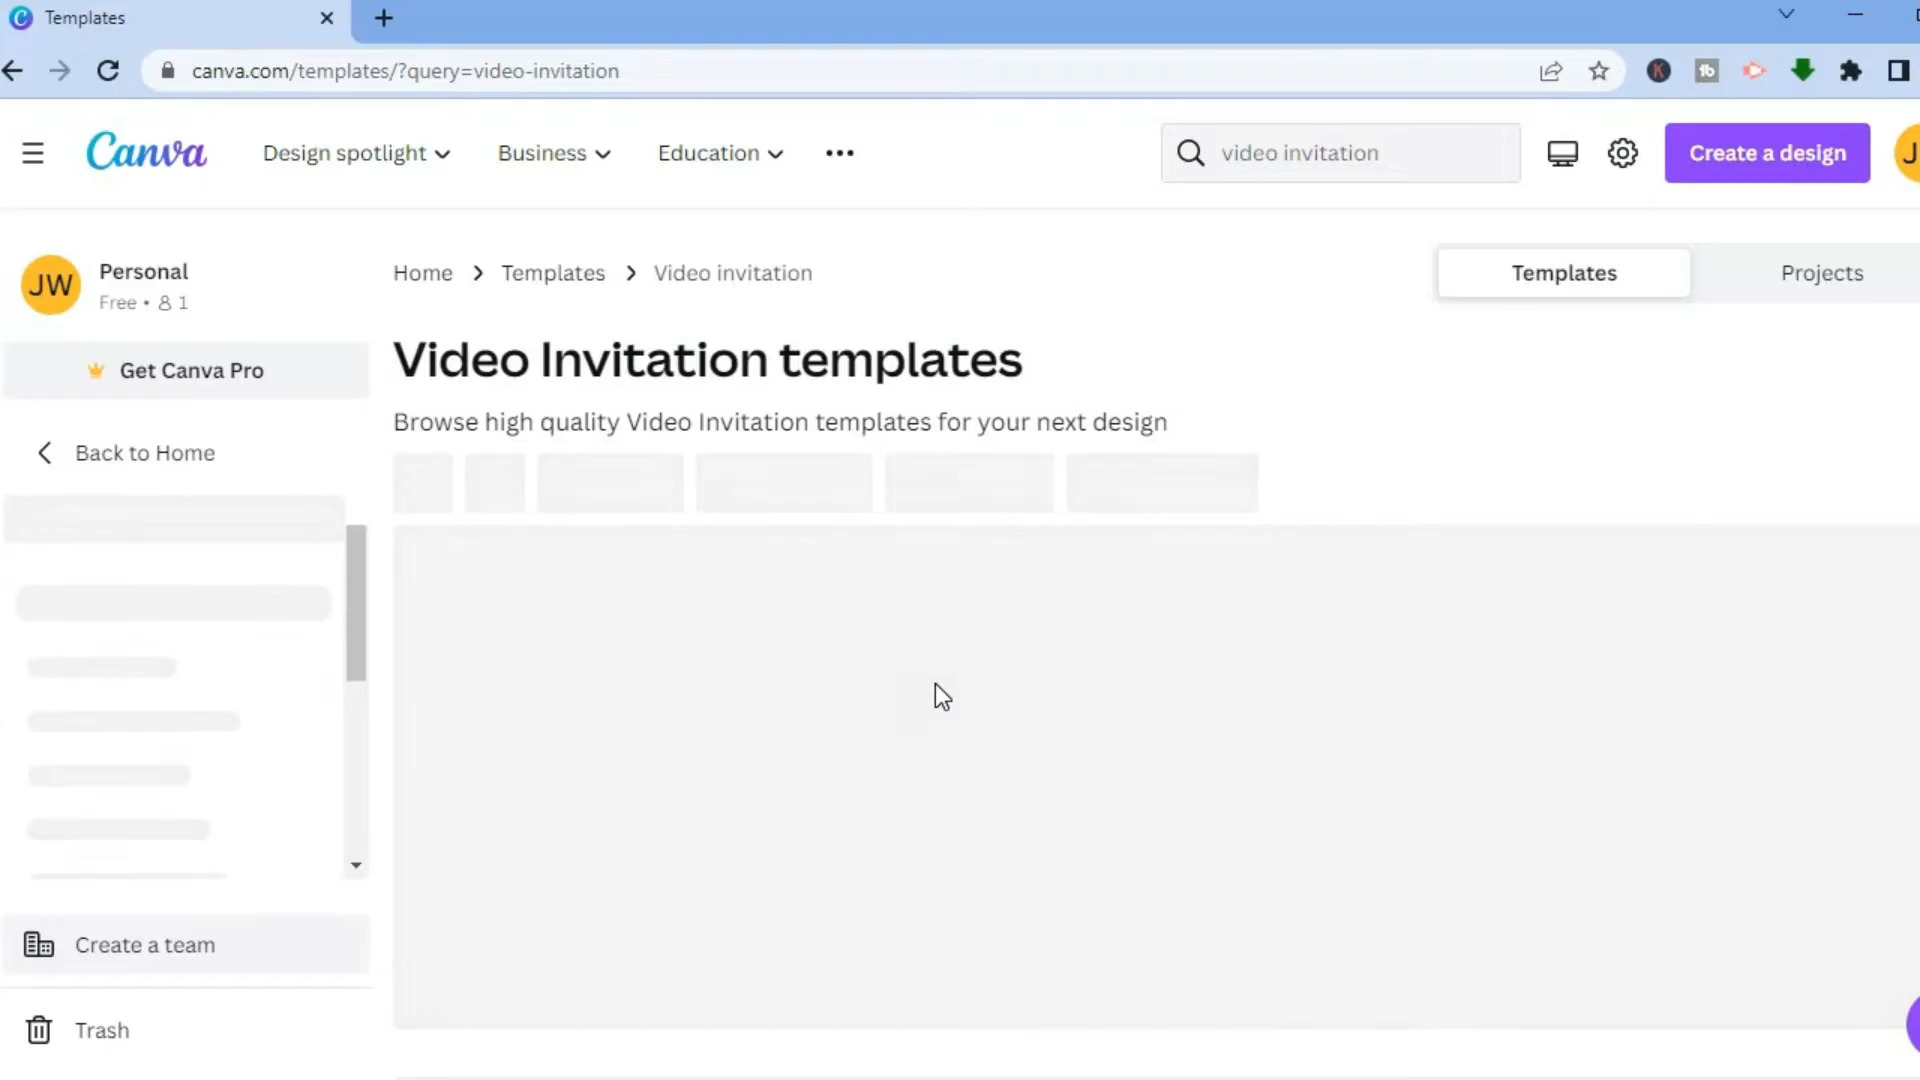 Templates
canva.com/templates/?query=video-invitation
K
tb
Canva
Design spotlight
Business
Education
video invitation
Create a design
J
JW
Personal
Free • 1
Home
Templates
Video invitation
Templates
Projects
Get Canva Pro
Video Invitation templates
Browse high quality Video Invitation templates for your next design
Back to Home
Create a team
Trash